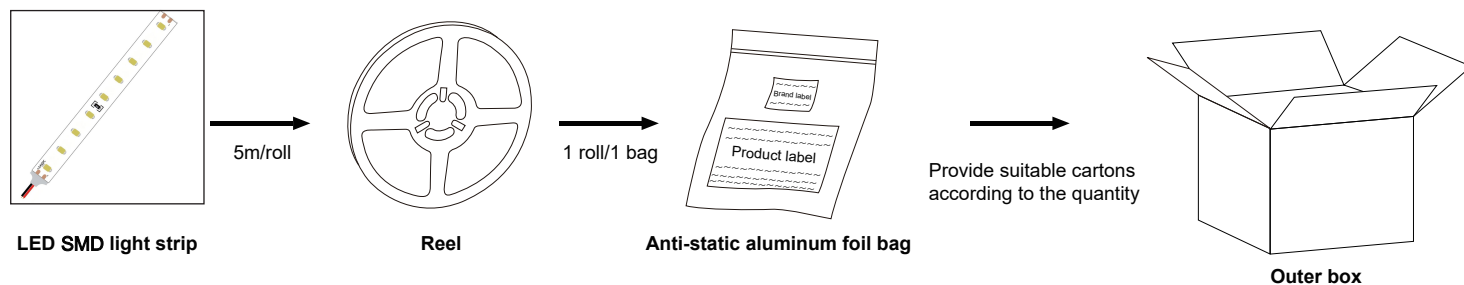 5m/roll
1 roll/1 bag
Brand label
Product label
Provide suitable cartons
according to the quantity
LED SMD light strip
Reel
Anti-static aluminum foil bag
Outer box